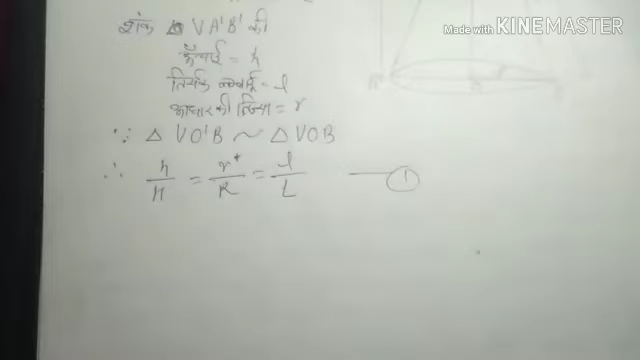 Made with KINEMASTER
शंकु △ VA'B' की
ऊँचाई = h
तिर्यक ऊँचाई = l
आधार की त्रिज्या = r
∵ △ VO'B ~ △ VOB
∴ h/H = r/R = l/L —— ①